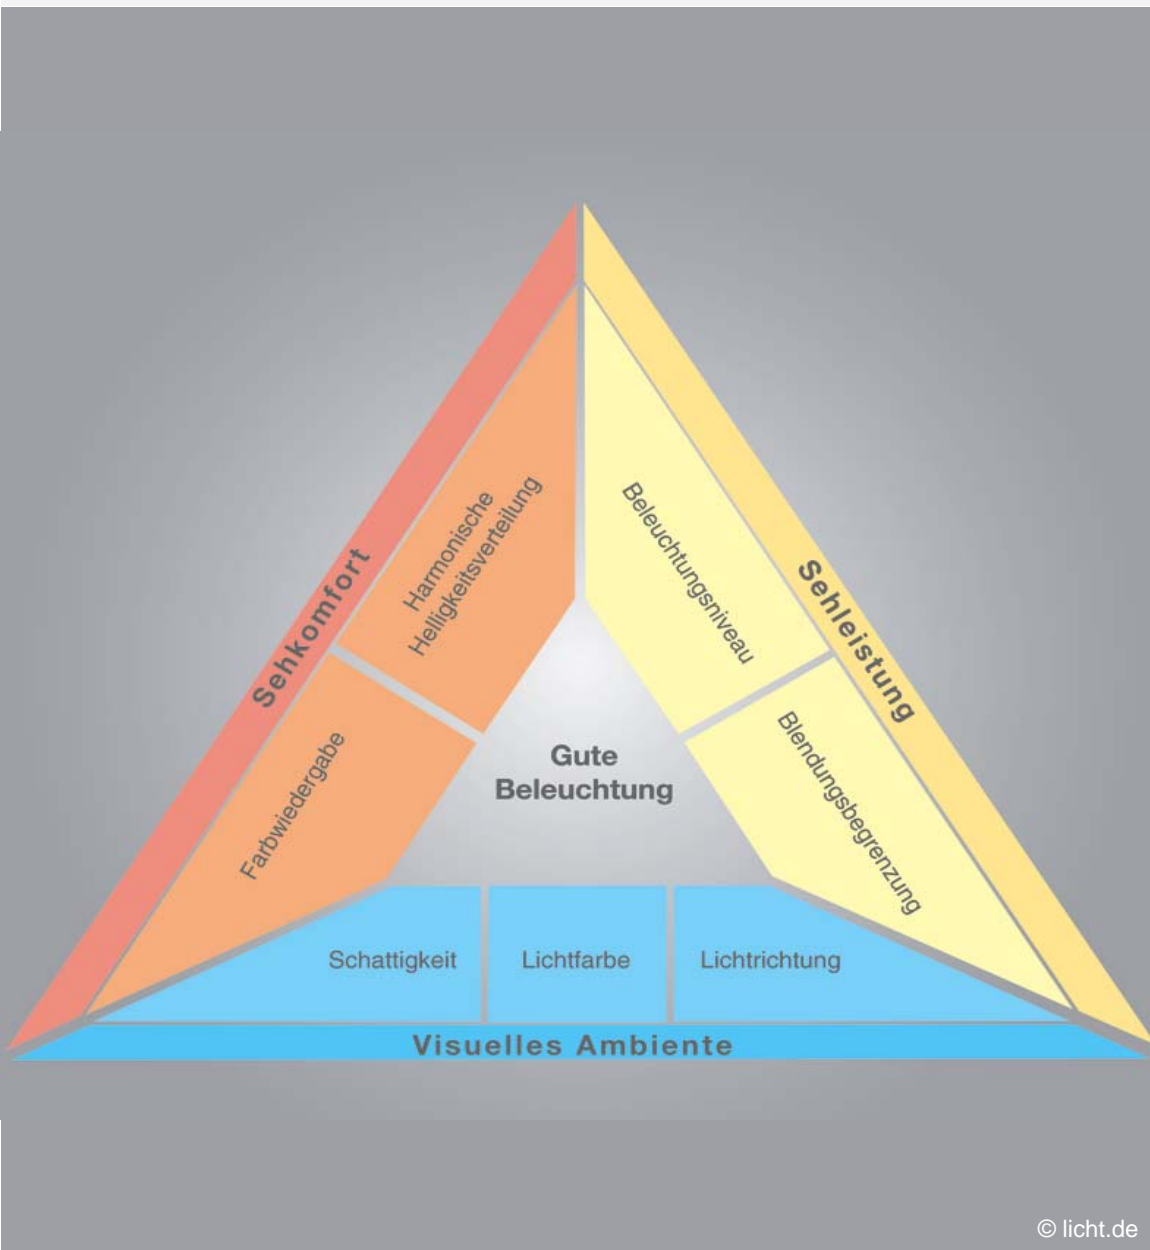 Sehkomfort
Harmonische
Helligkeitsverteilung
Farbwiedergabe
Sehleistung
Beleuchtungsniveau
Blendungsbegrenzung
Gute
Beleuchtung
Schattigkeit
Lichtfarbe
Lichtrichtung
Visuelles Ambiente
© licht.de